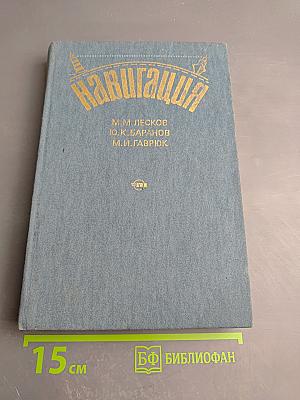 НАВИГАЦИЯ
М.М.ЛЕСКОВ
Ю.К.БАРАНОВ
М.И.ГАВРЮК
15 см
БФ БИБЛИОФАН